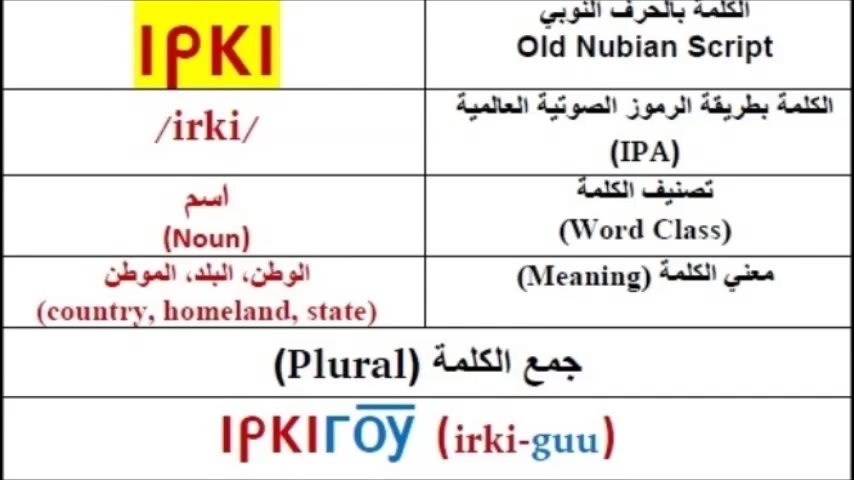 الكلمة بالحرف النوبي
Old Nubian Script
ⲓⲣⲕⲓ
الكلمة بطريقة الرموز الصوتية العالمية
(IPA)
/irki/
تصنيف الكلمة
(Word Class)
اسم
(Noun)
معني الكلمة (Meaning)
الوطن، البلد، الموطن
(country, homeland, state)
جمع الكلمة (Plural)
ⲓⲣⲕⲓⲅⲟ̅ⲩ̅ (irki-guu)